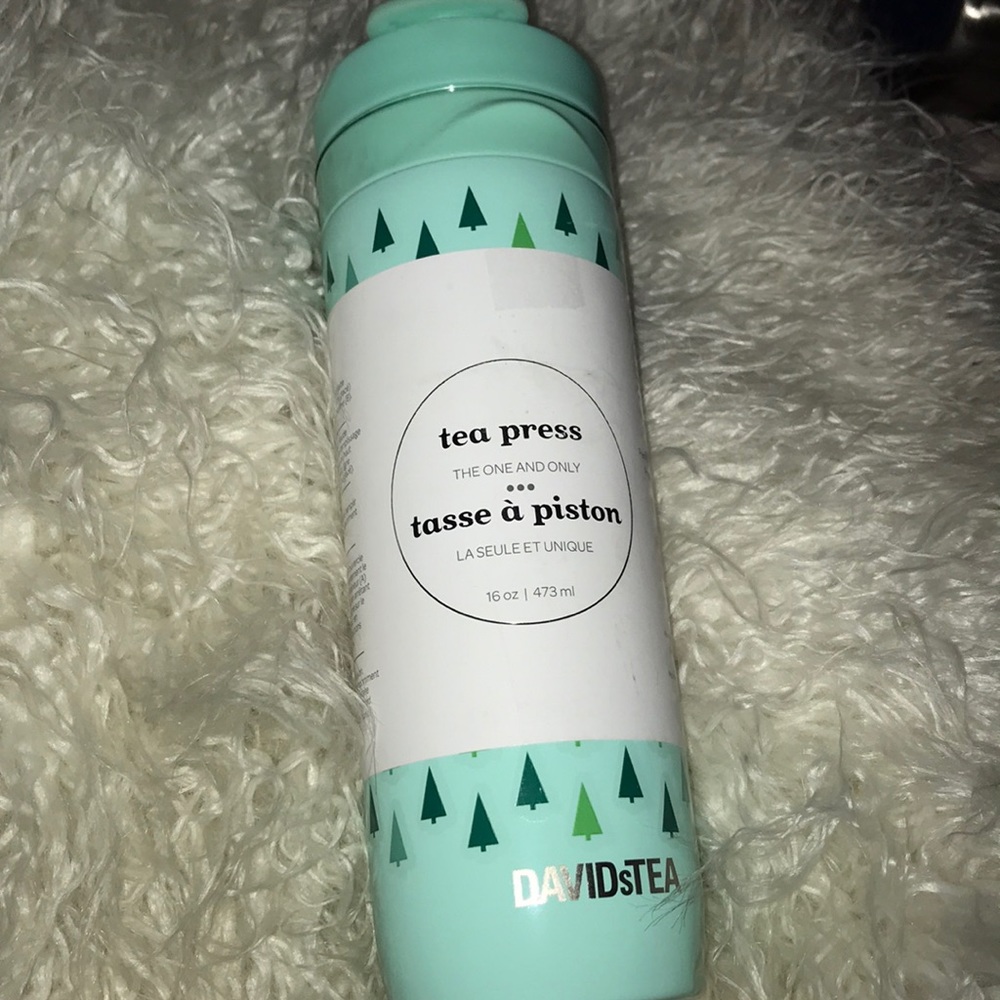 tea press
THE ONE AND ONLY
tasse à piston
LA SEULE ET UNIQUE
16 oz | 473 ml
DAVIDsTEA